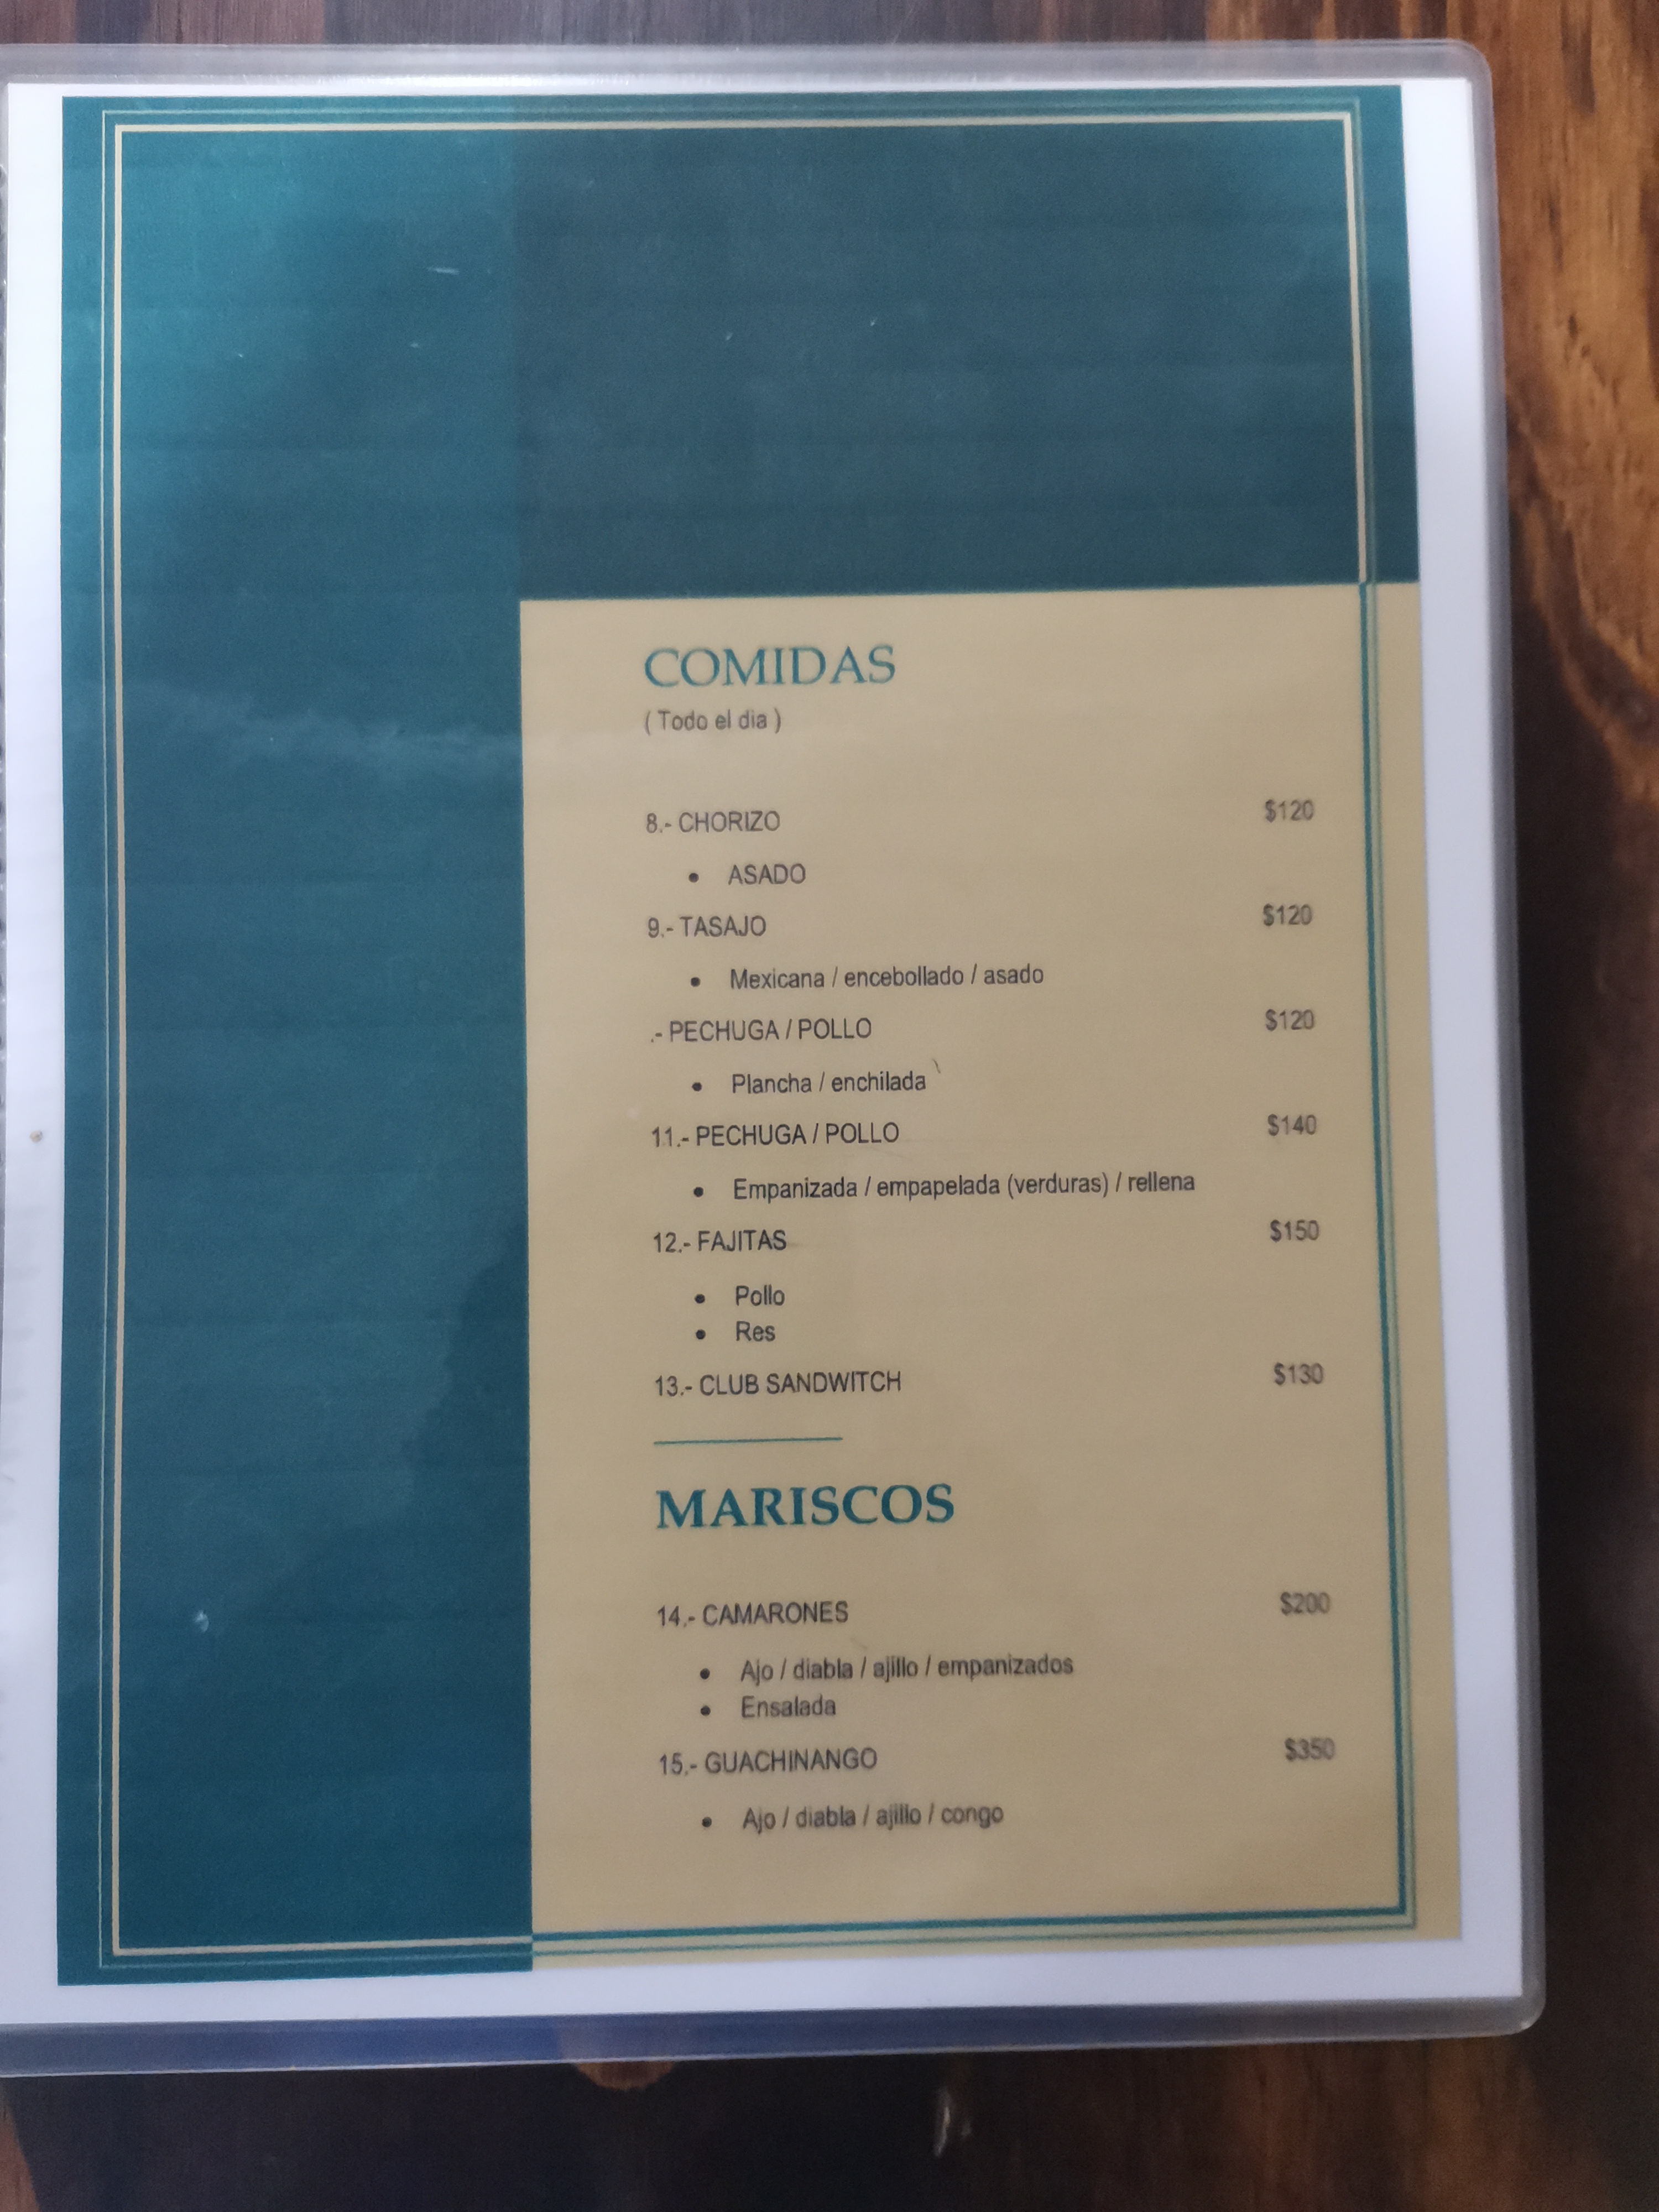 COMIDAS
( Todo el dia )
8.- CHORIZO $120
• ASADO
9.- TASAJO $120
• Mexicana / encebollado / asado
.- PECHUGA / POLLO $120
• Plancha / enchilada
11.- PECHUGA / POLLO $140
• Empanizada / empapelada (verduras) / rellena
12.- FAJITAS $150
• Pollo
• Res
13.- CLUB SANDWITCH $130
MARISCOS
14.- CAMARONES $200
• Ajo / diabla / ajillo / empanizados
• Ensalada
15.- GUACHINANGO $350
• Ajo / diabla / ajillo / congo